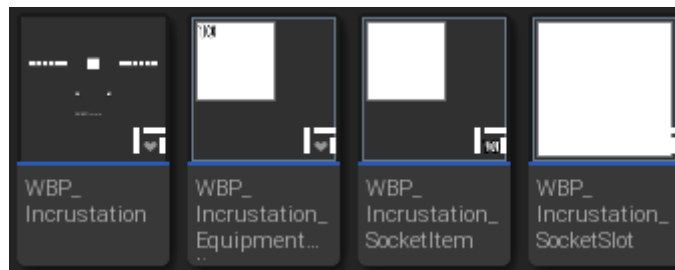 WBP_
Incrustation
WBP_
Incrustation_
Equipment...
WBP_
Incrustation_
SocketItem
WBP_
Incrustation_
SocketSlot